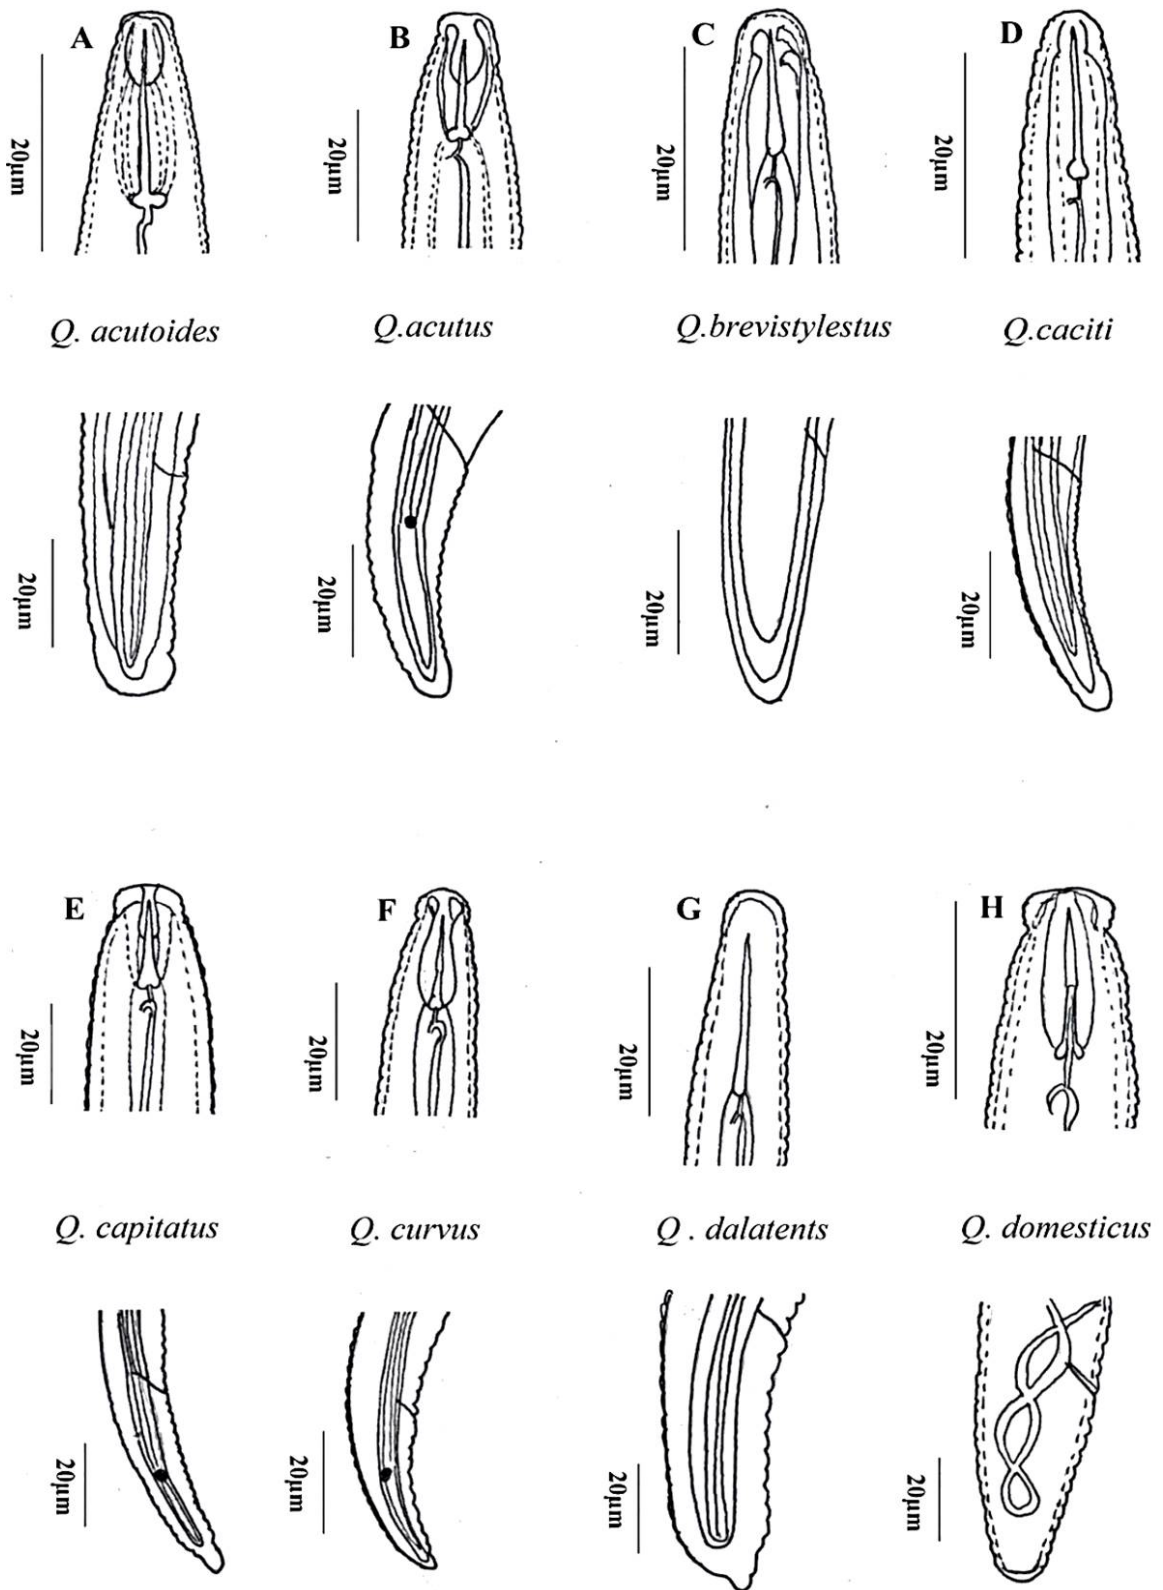 A
B
C
D
20µm
20µm
20µm
20µm
Q. acutoides
Q.acutus
Q.brevistylestus
Q.caciti
20µm
20µm
20µm
20µm
E
F
G
H
20µm
20µm
20µm
20µm
Q. capitatus
Q. curvus
Q . dalatents
Q. domesticus
20µm
20µm
20µm
20µm